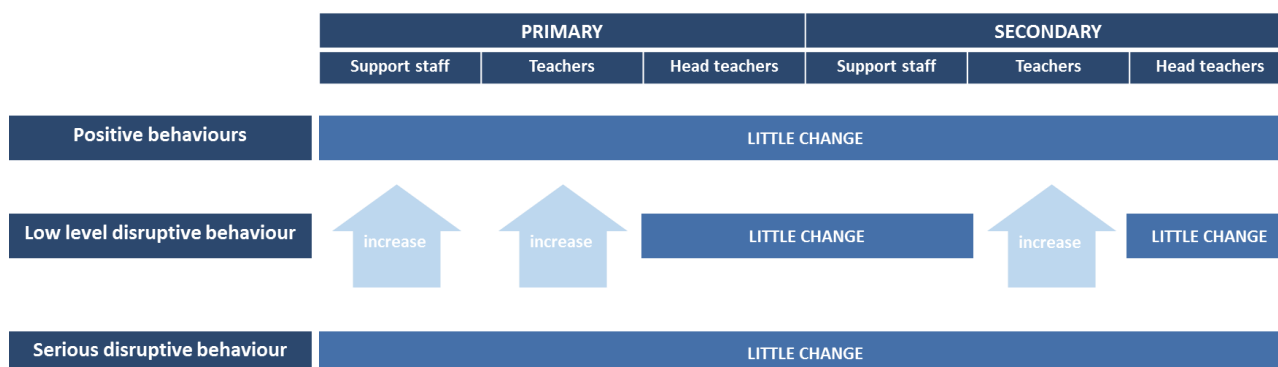 PRIMARY SECONDARY
Support staff Teachers Head teachers Support staff Teachers Head teachers
Positive behaviours LITTLE CHANGE
Low level disruptive behaviour increase increase LITTLE CHANGE increase LITTLE CHANGE
Serious disruptive behaviour LITTLE CHANGE